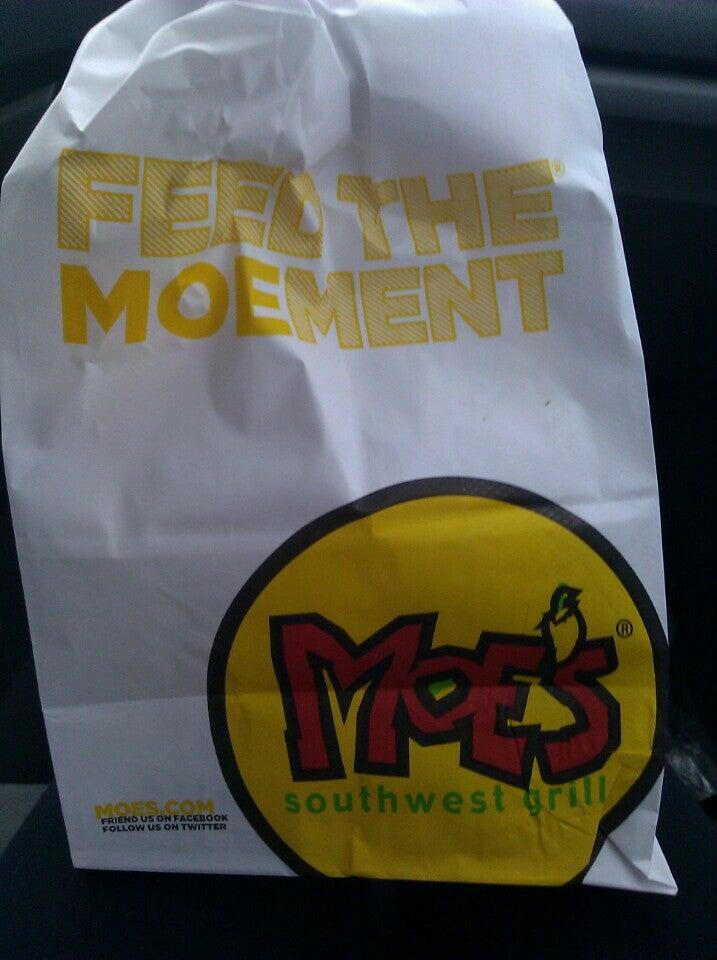 FEED THE®
MOEMENT
MOE'S®
southwest grill
MOES.COM
FRIEND US ON FACEBOOK
FOLLOW US ON TWITTER